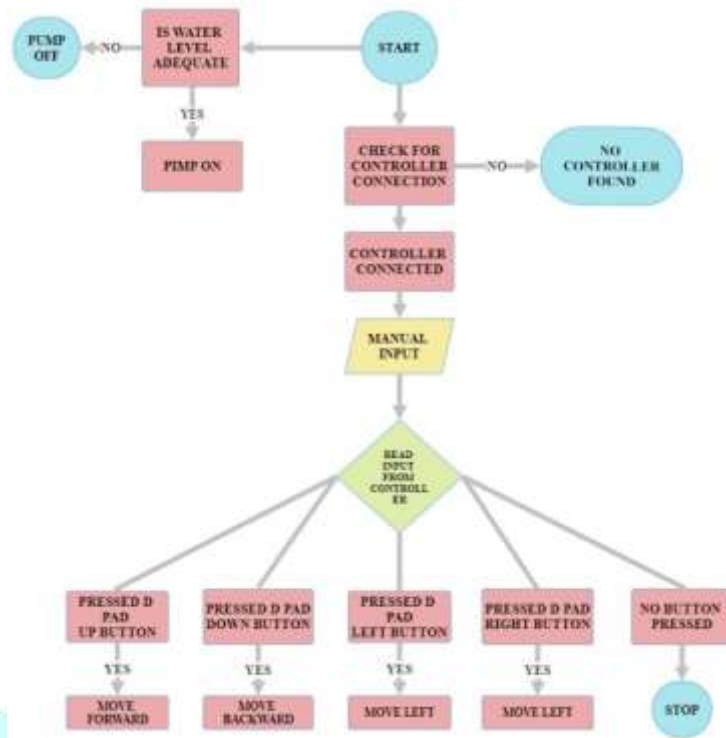 PUMP
OFF
NO
IS WATER
LEVEL
ADEQUATE
START
YES
PIMP ON
CHECK FOR
CONTROLLER
CONNECTION
NO
NO
CONTROLLER
FOUND
CONTROLLER
CONNECTED
MANUAL
INPUT
READ
INPUT
FROM
CONTROLL
ER
PRESSED D
PAD
UP BUTTON
PRESSED D PAD
DOWN BUTTON
PRESSED D
PAD
LEFT BUTTON
PRESSED D PAD
RIGHT BUTTON
NO BUTTON
PRESSED
YES
YES
YES
YES
MOVE
FORWARD
MOVE
BACKWARD
MOVE LEFT
MOVE LEFT
STOP